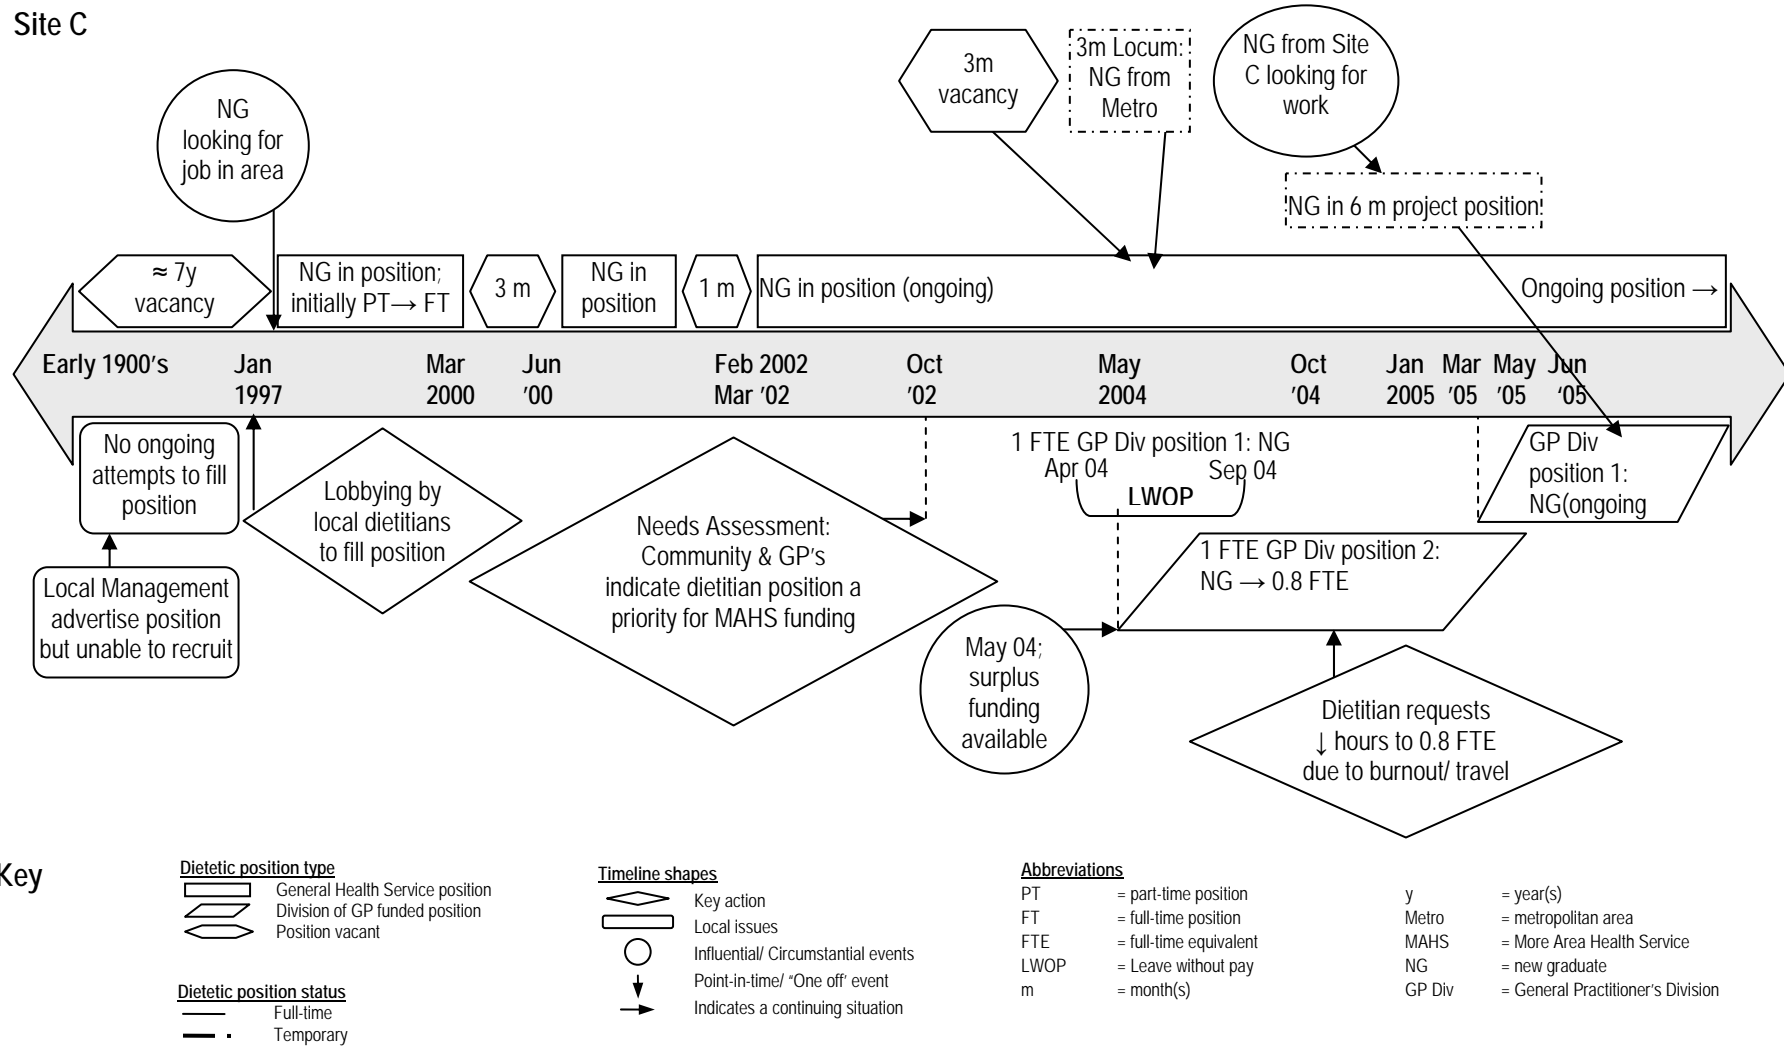 Site C
NG
looking for
job in area
3m
vacancy
3m Locum:
NG from
Metro
NG from Site
C looking for
work
NG in 6 m project position
≈ 7y
vacancy
NG in position;
initially PT→ FT
3 m
NG in
position
1 m
NG in position (ongoing)
Ongoing position →
Early 1900's
Jan
1997
Mar
2000
Jun
'00
Feb 2002
Mar '02
Oct
'02
May
2004
Oct
'04
Jan
2005
Mar
'05
May
'05
Jun
'05
No ongoing
attempts to fill
position
Local Management
advertise position
but unable to recruit
Lobbying by
local dietitians
to fill position
Needs Assessment:
Community & GP's
indicate dietitian position a
priority for MAHS funding
1 FTE GP Div position 1: NG
Apr 04
Sep 04
LWOP
GP Div
position 1:
NG(ongoing
1 FTE GP Div position 2:
NG → 0.8 FTE
May 04;
surplus
funding
available
Dietitian requests
↓ hours to 0.8 FTE
due to burnout/ travel
Key
Dietetic position type
General Health Service position
Division of GP funded position
Position vacant
Dietetic position status
Full-time
Temporary
Timeline shapes
Key action
Local issues
Influential/ Circumstantial events
Point-in-time/ "One off' event
Indicates a continuing situation
Abbreviations
PT = part-time position
FT = full-time position
FTE = full-time equivalent
LWOP = Leave without pay
m = month(s)
y = year(s)
Metro = metropolitan area
MAHS = More Area Health Service
NG = new graduate
GP Div = General Practitioner's Division